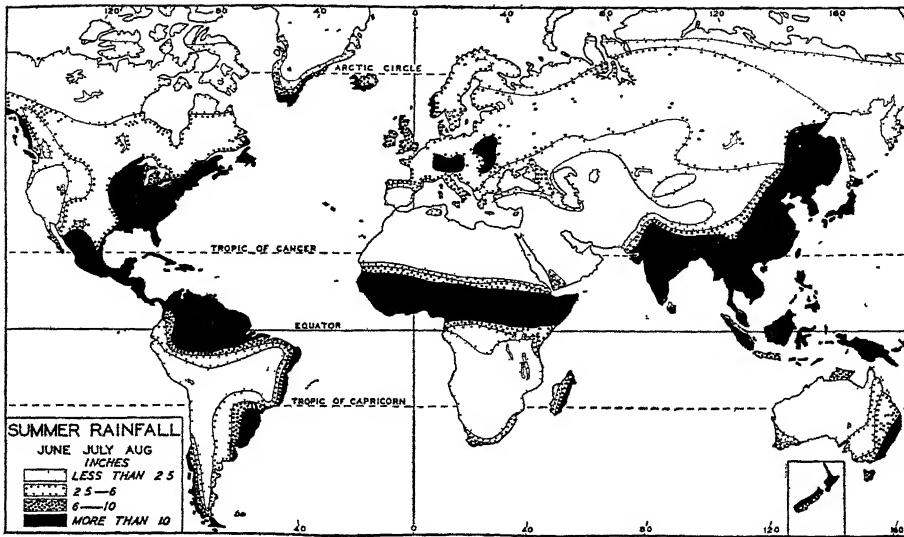 80 40 0 40 80 120 160
ARCTIC CIRCLE
TROPIC OF CANCER
EQUATOR
TROPIC OF CAPRICORN
SUMMER RAINFALL
JUNE JULY AUG
INCHES
LESS THAN 2 5
2 5—6
6—10
MORE THAN 10
40 0 40 80 120 160